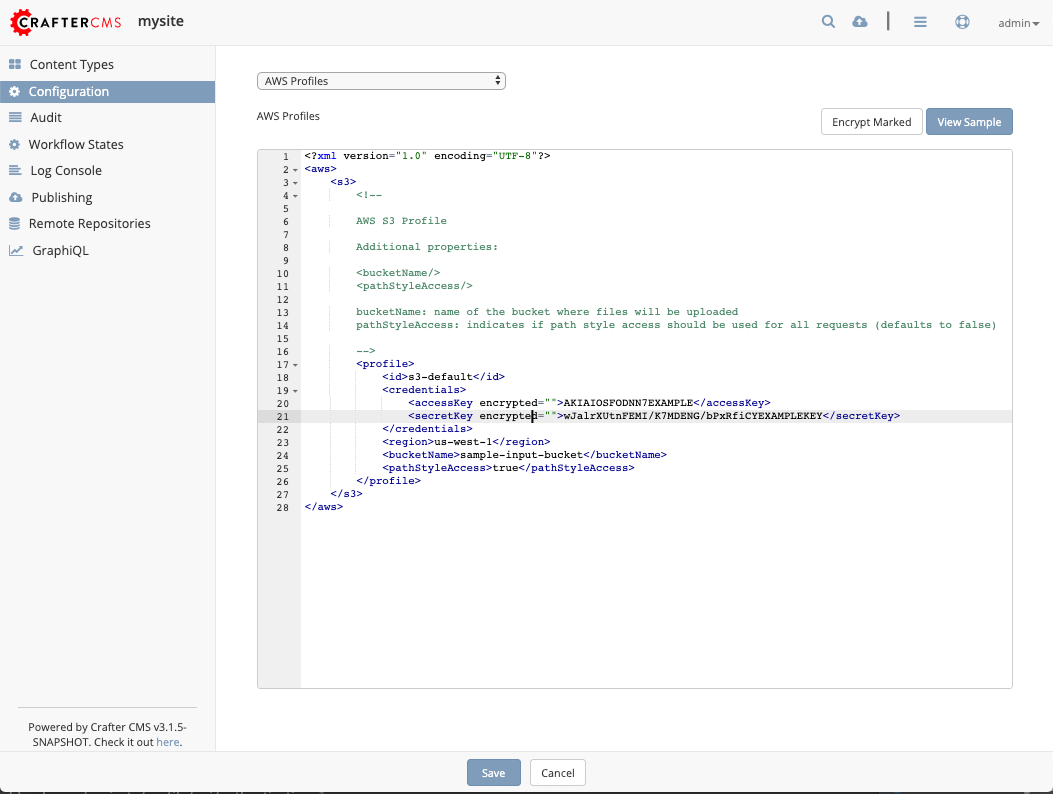 CRAFTERCMS mysite admin
Content Types
Configuration
Audit
Workflow States
Log Console
Publishing
Remote Repositories
GraphiQL
Powered by Crafter CMS v3.1.5-
SNAPSHOT. Check it out here.
AWS Profiles
AWS Profiles
Encrypt Marked View Sample
1 <?xml version="1.0" encoding="UTF-8"?>
2 <aws>
3     <s3>
4         <!--
5
6         AWS S3 Profile
7
8         Additional properties:
9
10         <bucketName/>
11         <pathStyleAccess/>
12
13         bucketName: name of the bucket where files will be uploaded
14         pathStyleAccess: indicates if path style access should be used for all requests (defaults to false)
15
16         -->
17         <profile>
18             <id>s3-default</id>
19             <credentials>
20                 <accessKey encrypted="">AKIAIOSFODNN7EXAMPLE</accessKey>
21                 <secretKey encrypted="">wJalrXUtnFEMI/K7MDENG/bPxRfiCYEXAMPLEKEY</secretKey>
22             </credentials>
23             <region>us-west-1</region>
24             <bucketName>sample-input-bucket</bucketName>
25             <pathStyleAccess>true</pathStyleAccess>
26         </profile>
27     </s3>
28 </aws>
Save Cancel